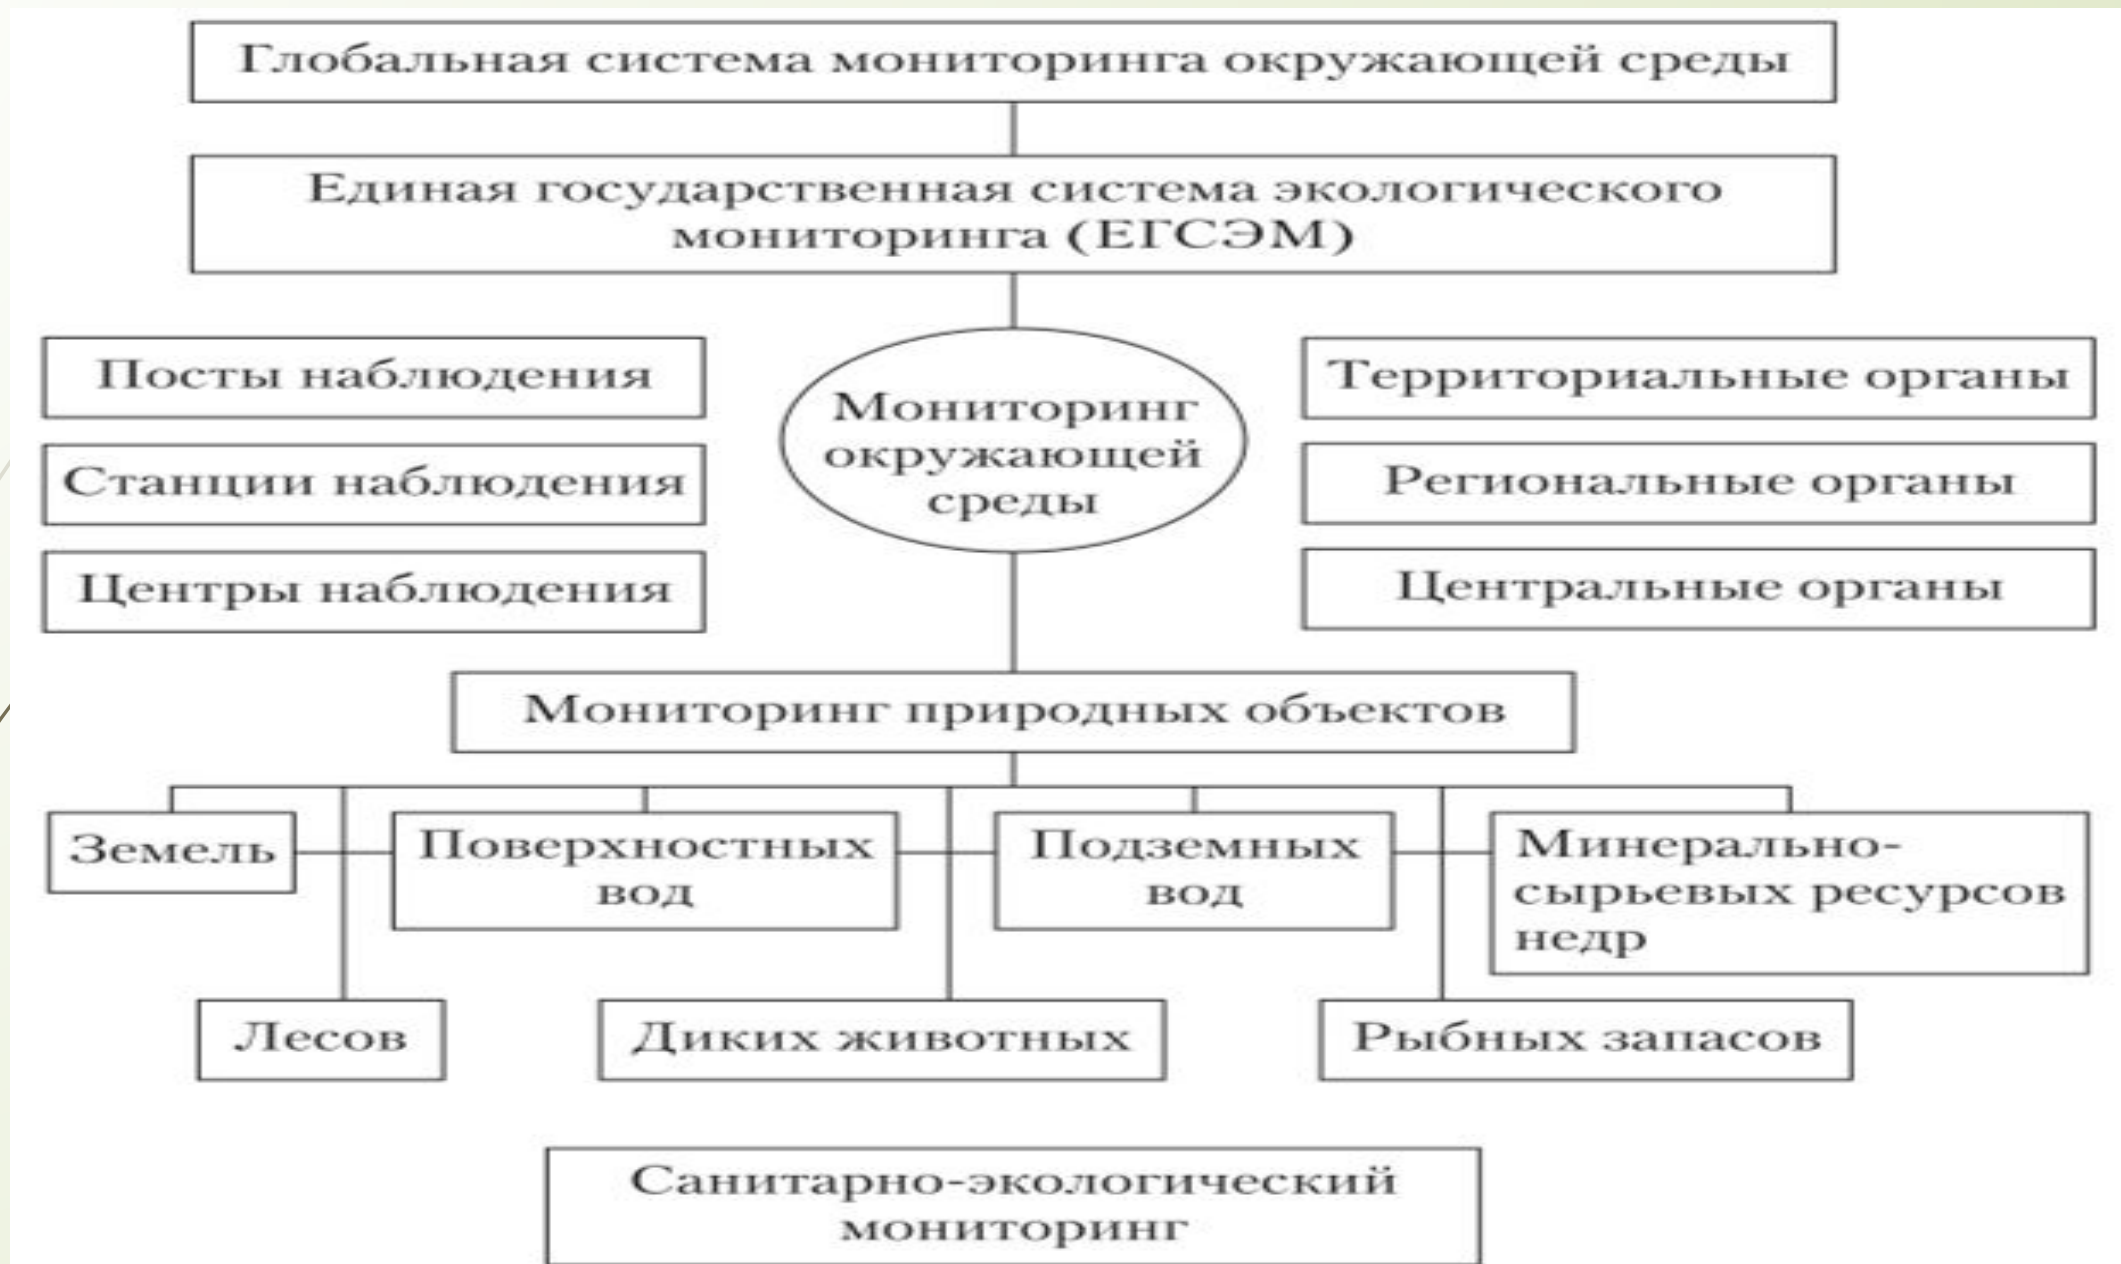 Глобальная система мониторинга окружающей среды
Единая государственная система экологического
мониторинга (ЕГСЭМ)
Посты наблюдения
Станции наблюдения
Центры наблюдения
Мониторинг
окружающей
среды
Территориальные органы
Региональные органы
Центральные органы
Мониторинг природных объектов
Земель
Поверхностных
вод
Подземных
вод
Минерально-
сырьевых ресурсов
недр
Лесов
Диких животных
Рыбных запасов
Санитарно-экологический
мониторинг